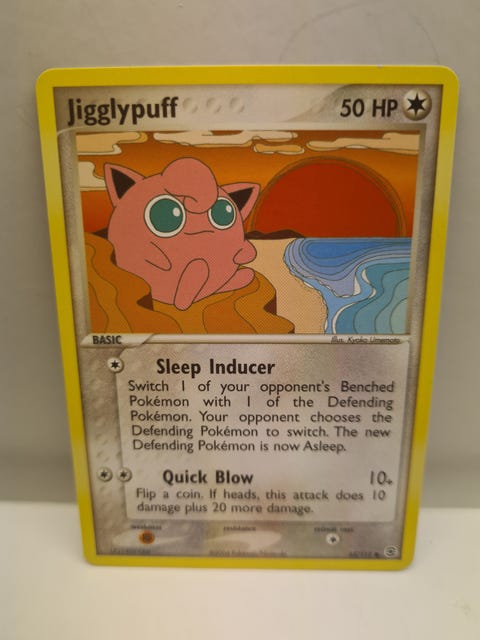 Jigglypuff 50 HP
BASIC Illus. Kyoko Umemoto
Sleep Inducer
Switch 1 of your opponent's Benched
Pokémon with 1 of the Defending
Pokémon. Your opponent chooses the
Defending Pokémon to switch. The new
Defending Pokémon is now Asleep.
Quick Blow 10+
Flip a coin. If heads, this attack does 10
damage plus 20 more damage.
weakness resistance retreat cost